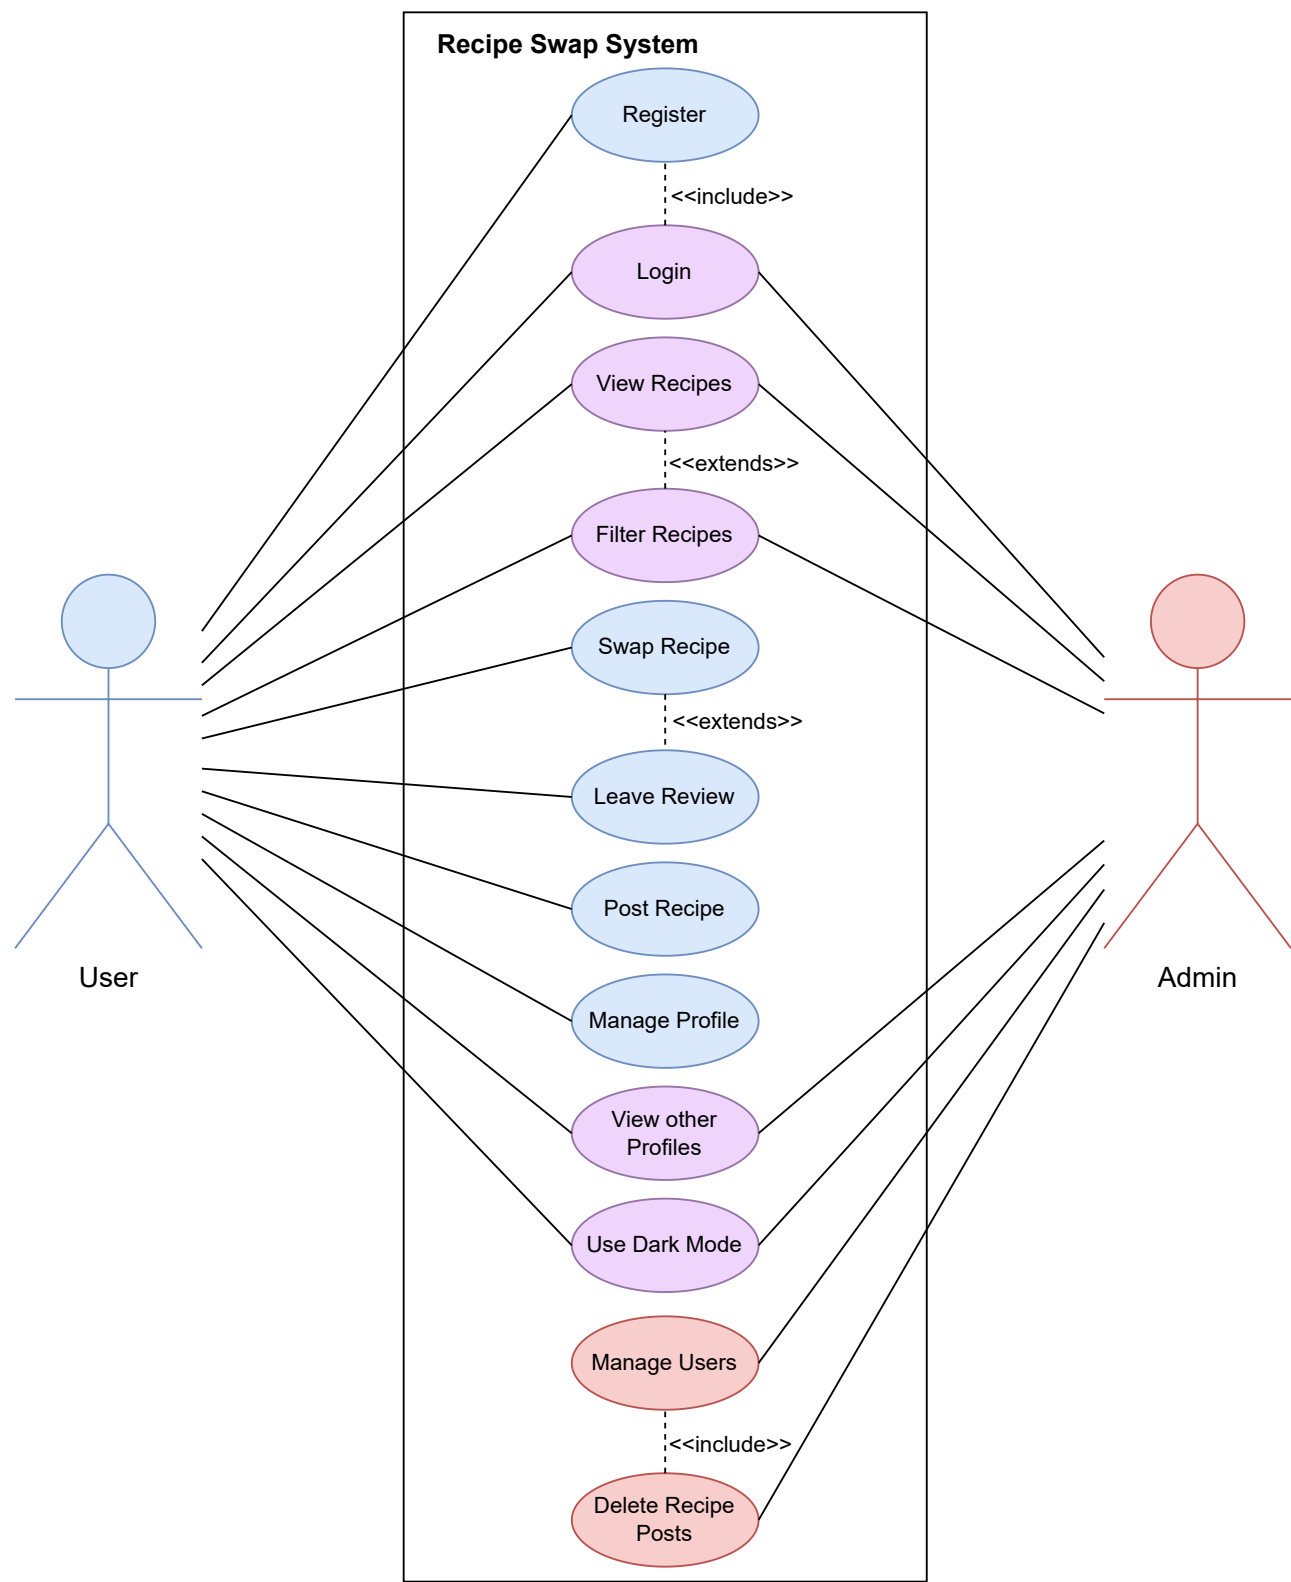 Recipe Swap System
Register
<<include>>
Login
View Recipes
<<extends>>
Filter Recipes
Swap Recipe
<<extends>>
Leave Review
Post Recipe
User
Admin
Manage Profile
View other
Profiles
Use Dark Mode
Manage Users
<<include>>
Delete Recipe
Posts